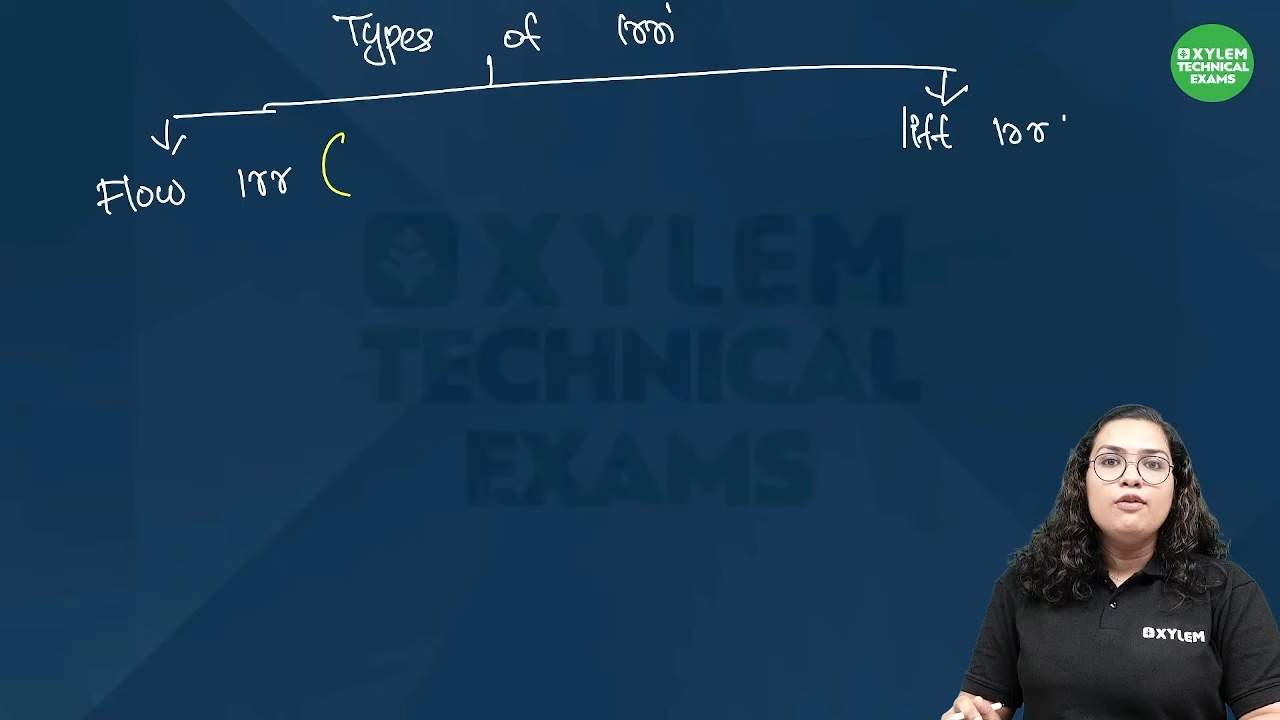 Types of irri
Flow irr (
lift irr.
XYLEM
TECHNICAL
EXAMS
XYLEM
TECHNICAL
EXAMS
XYLEM